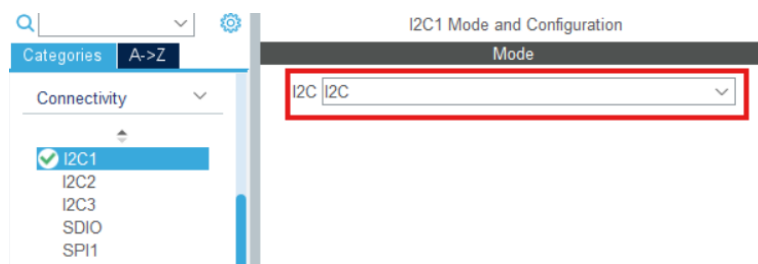 I2C1 Mode and Configuration
Categories A->Z
Mode
Connectivity
I2C I2C
I2C1
I2C2
I2C3
SDIO
SPI1